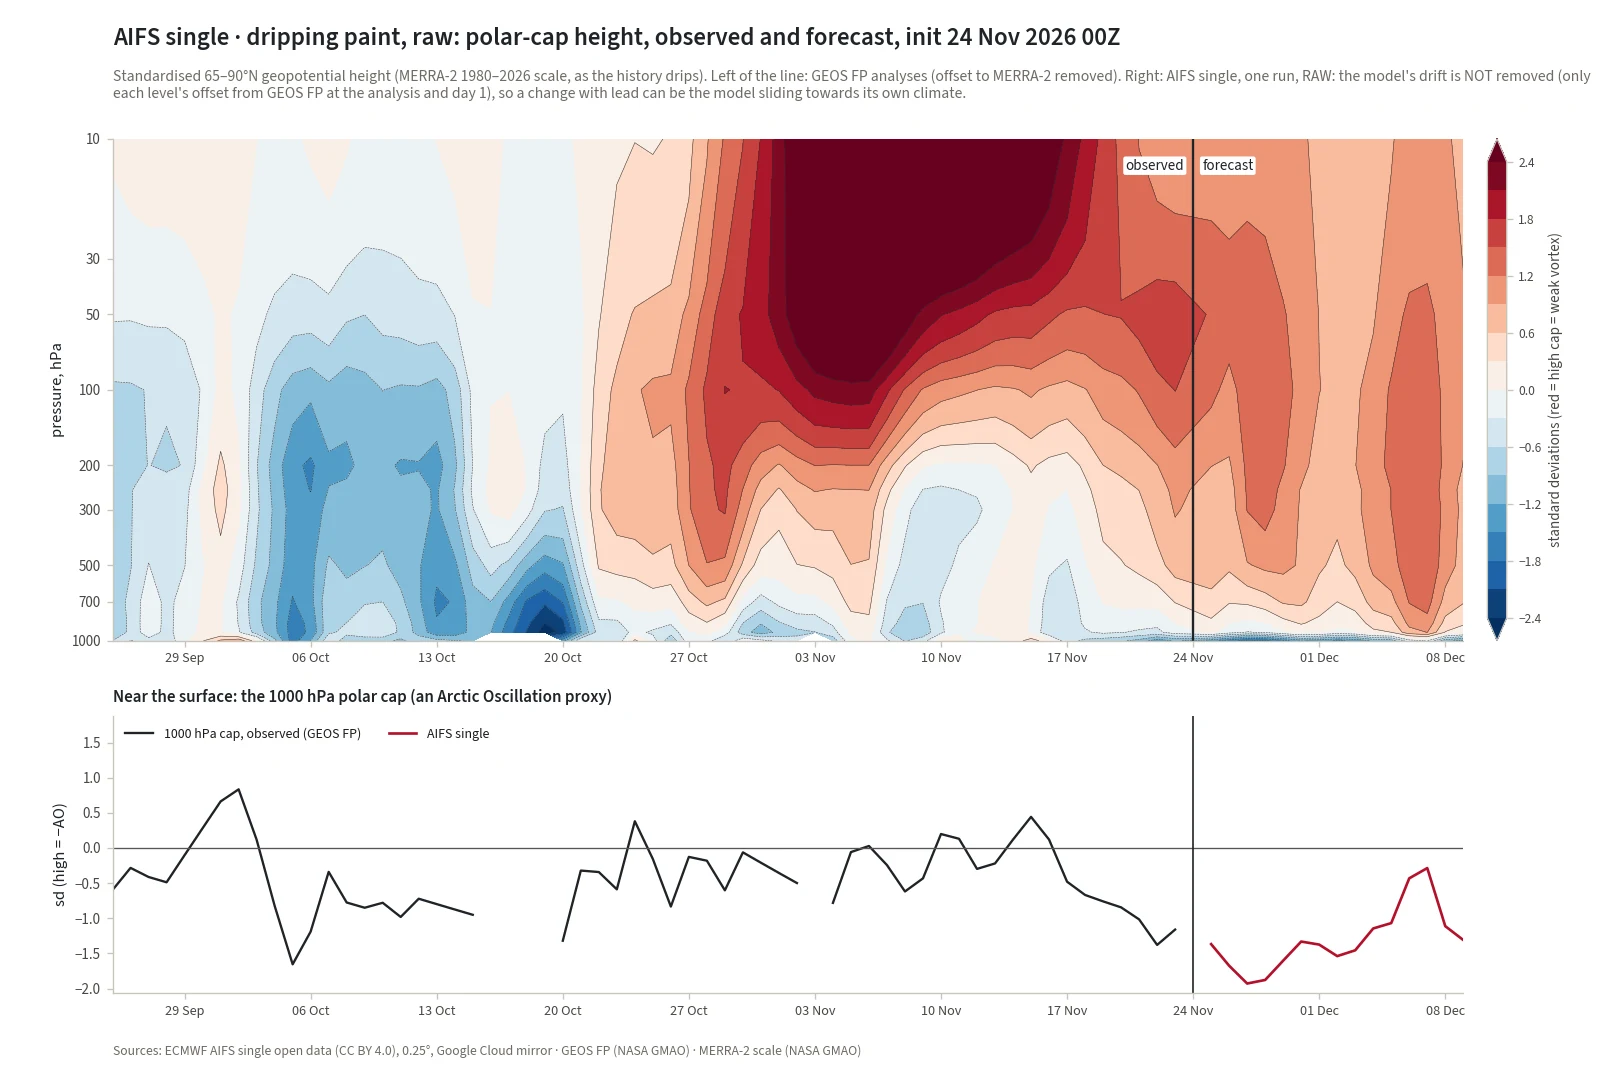 AIFS single · dripping paint, raw: polar-cap height, observed and forecast, init 24 Nov 2026 00Z
Standardised 65–90°N geopotential height (MERRA-2 1980–2026 scale, as the history drips). Left of the line: GEOS FP analyses (offset to MERRA-2 removed). Right: AIFS single, one run, RAW: the model's drift is NOT removed (only
each level's offset from GEOS FP at the analysis and day 1), so a change with lead can be the model sliding towards its own climate.
pressure, hPa
10
30
50
100
200
300
500
700
1000
observed
forecast
29 Sep
06 Oct
13 Oct
20 Oct
27 Oct
03 Nov
10 Nov
17 Nov
24 Nov
01 Dec
08 Dec
2.4
1.8
1.2
0.6
0.0
−0.6
−1.2
−1.8
−2.4
standard deviations (red = high cap = weak vortex)
Near the surface: the 1000 hPa polar cap (an Arctic Oscillation proxy)
1000 hPa cap, observed (GEOS FP)
AIFS single
sd (high = −AO)
1.5
1.0
0.5
0.0
−0.5
−1.0
−1.5
−2.0
29 Sep
06 Oct
13 Oct
20 Oct
27 Oct
03 Nov
10 Nov
17 Nov
24 Nov
01 Dec
08 Dec
Sources: ECMWF AIFS single open data (CC BY 4.0), 0.25°, Google Cloud mirror · GEOS FP (NASA GMAO) · MERRA-2 scale (NASA GMAO)